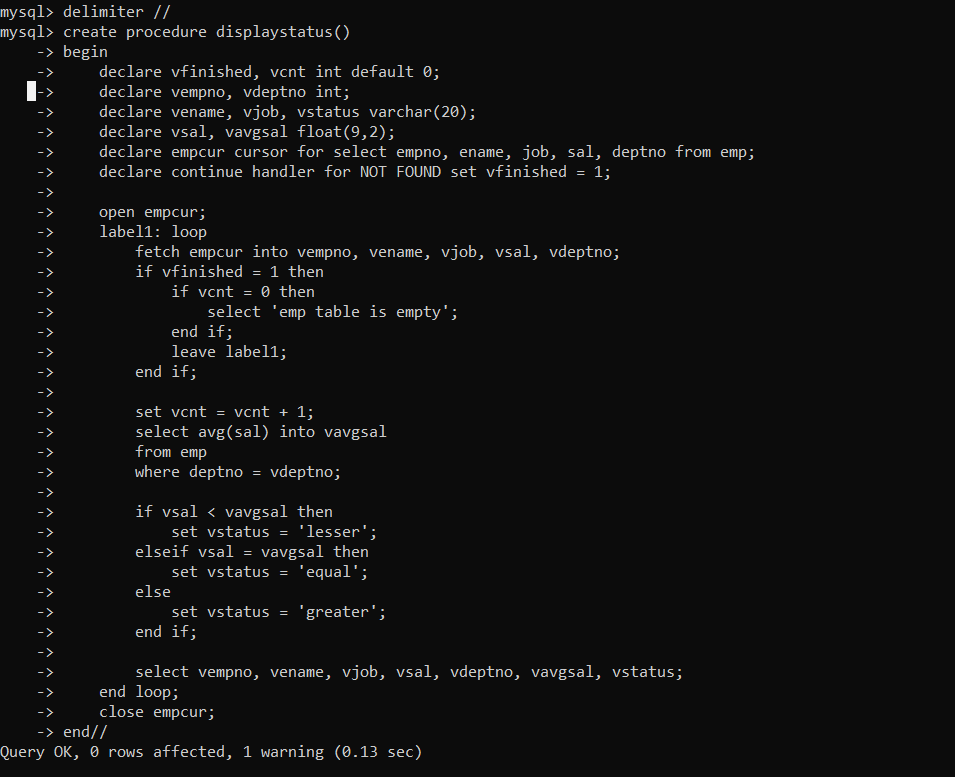 mysql> delimiter //
mysql> create procedure displaystatus()
    -> begin
    ->     declare vfinished, vcnt int default 0;
    ->     declare vempno, vdeptno int;
    ->     declare vename, vjob, vstatus varchar(20);
    ->     declare vsal, vavgsal float(9,2);
    ->     declare empcur cursor for select empno, ename, job, sal, deptno from emp;
    ->     declare continue handler for NOT FOUND set vfinished = 1;
    ->
    ->     open empcur;
    ->     label1: loop
    ->         fetch empcur into vempno, vename, vjob, vsal, vdeptno;
    ->         if vfinished = 1 then
    ->             if vcnt = 0 then
    ->                 select 'emp table is empty';
    ->             end if;
    ->             leave label1;
    ->         end if;
    ->
    ->         set vcnt = vcnt + 1;
    ->         select avg(sal) into vavgsal
    ->         from emp
    ->         where deptno = vdeptno;
    ->
    ->         if vsal < vavgsal then
    ->             set vstatus = 'lesser';
    ->         elseif vsal = vavgsal then
    ->             set vstatus = 'equal';
    ->         else
    ->             set vstatus = 'greater';
    ->         end if;
    ->
    ->         select vempno, vename, vjob, vsal, vdeptno, vavgsal, vstatus;
    ->     end loop;
    ->     close empcur;
    -> end//
Query OK, 0 rows affected, 1 warning (0.13 sec)